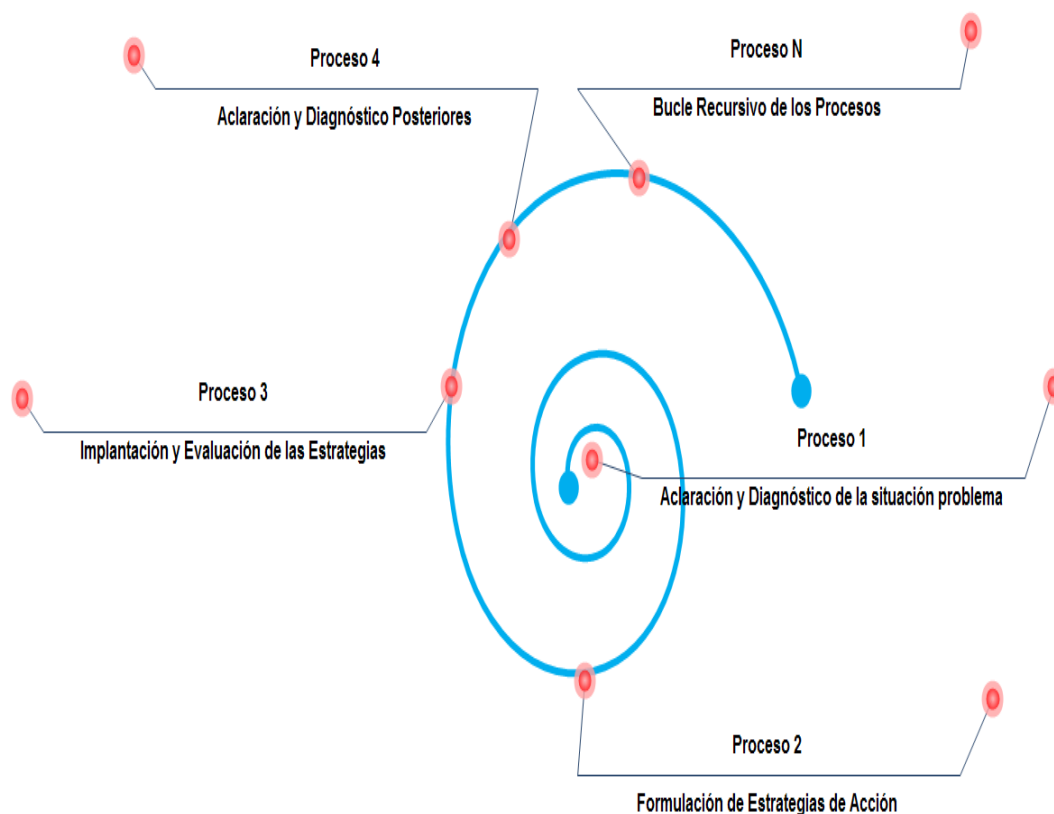 Proceso 4
Aclaración y Diagnóstico Posteriores
Proceso N
Bucle Recursivo de los Procesos
Proceso 3
Implantación y Evaluación de las Estrategias
Proceso 1
Aclaración y Diagnóstico de la situación problema
Proceso 2
Formulación de Estrategias de Acción